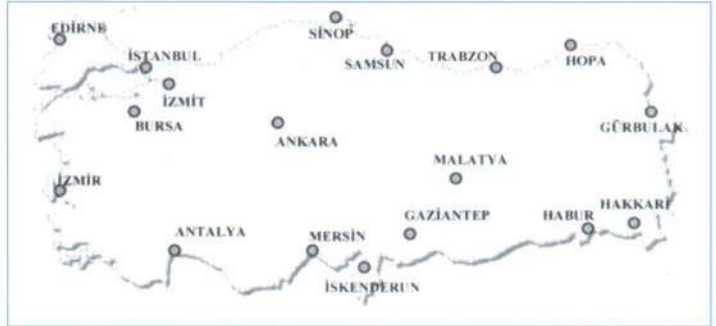 EDİRNE
SİNOP
İSTANBUL
SAMSUN
TRABZON
HOPA
İZMİT
BURSA
ANKARA
GÜRBULAK
MALATYA
İZMİR
HAKKARİ
GAZİANTEP
HABUR
ANTALYA
MERSİN
İSKENDERUN